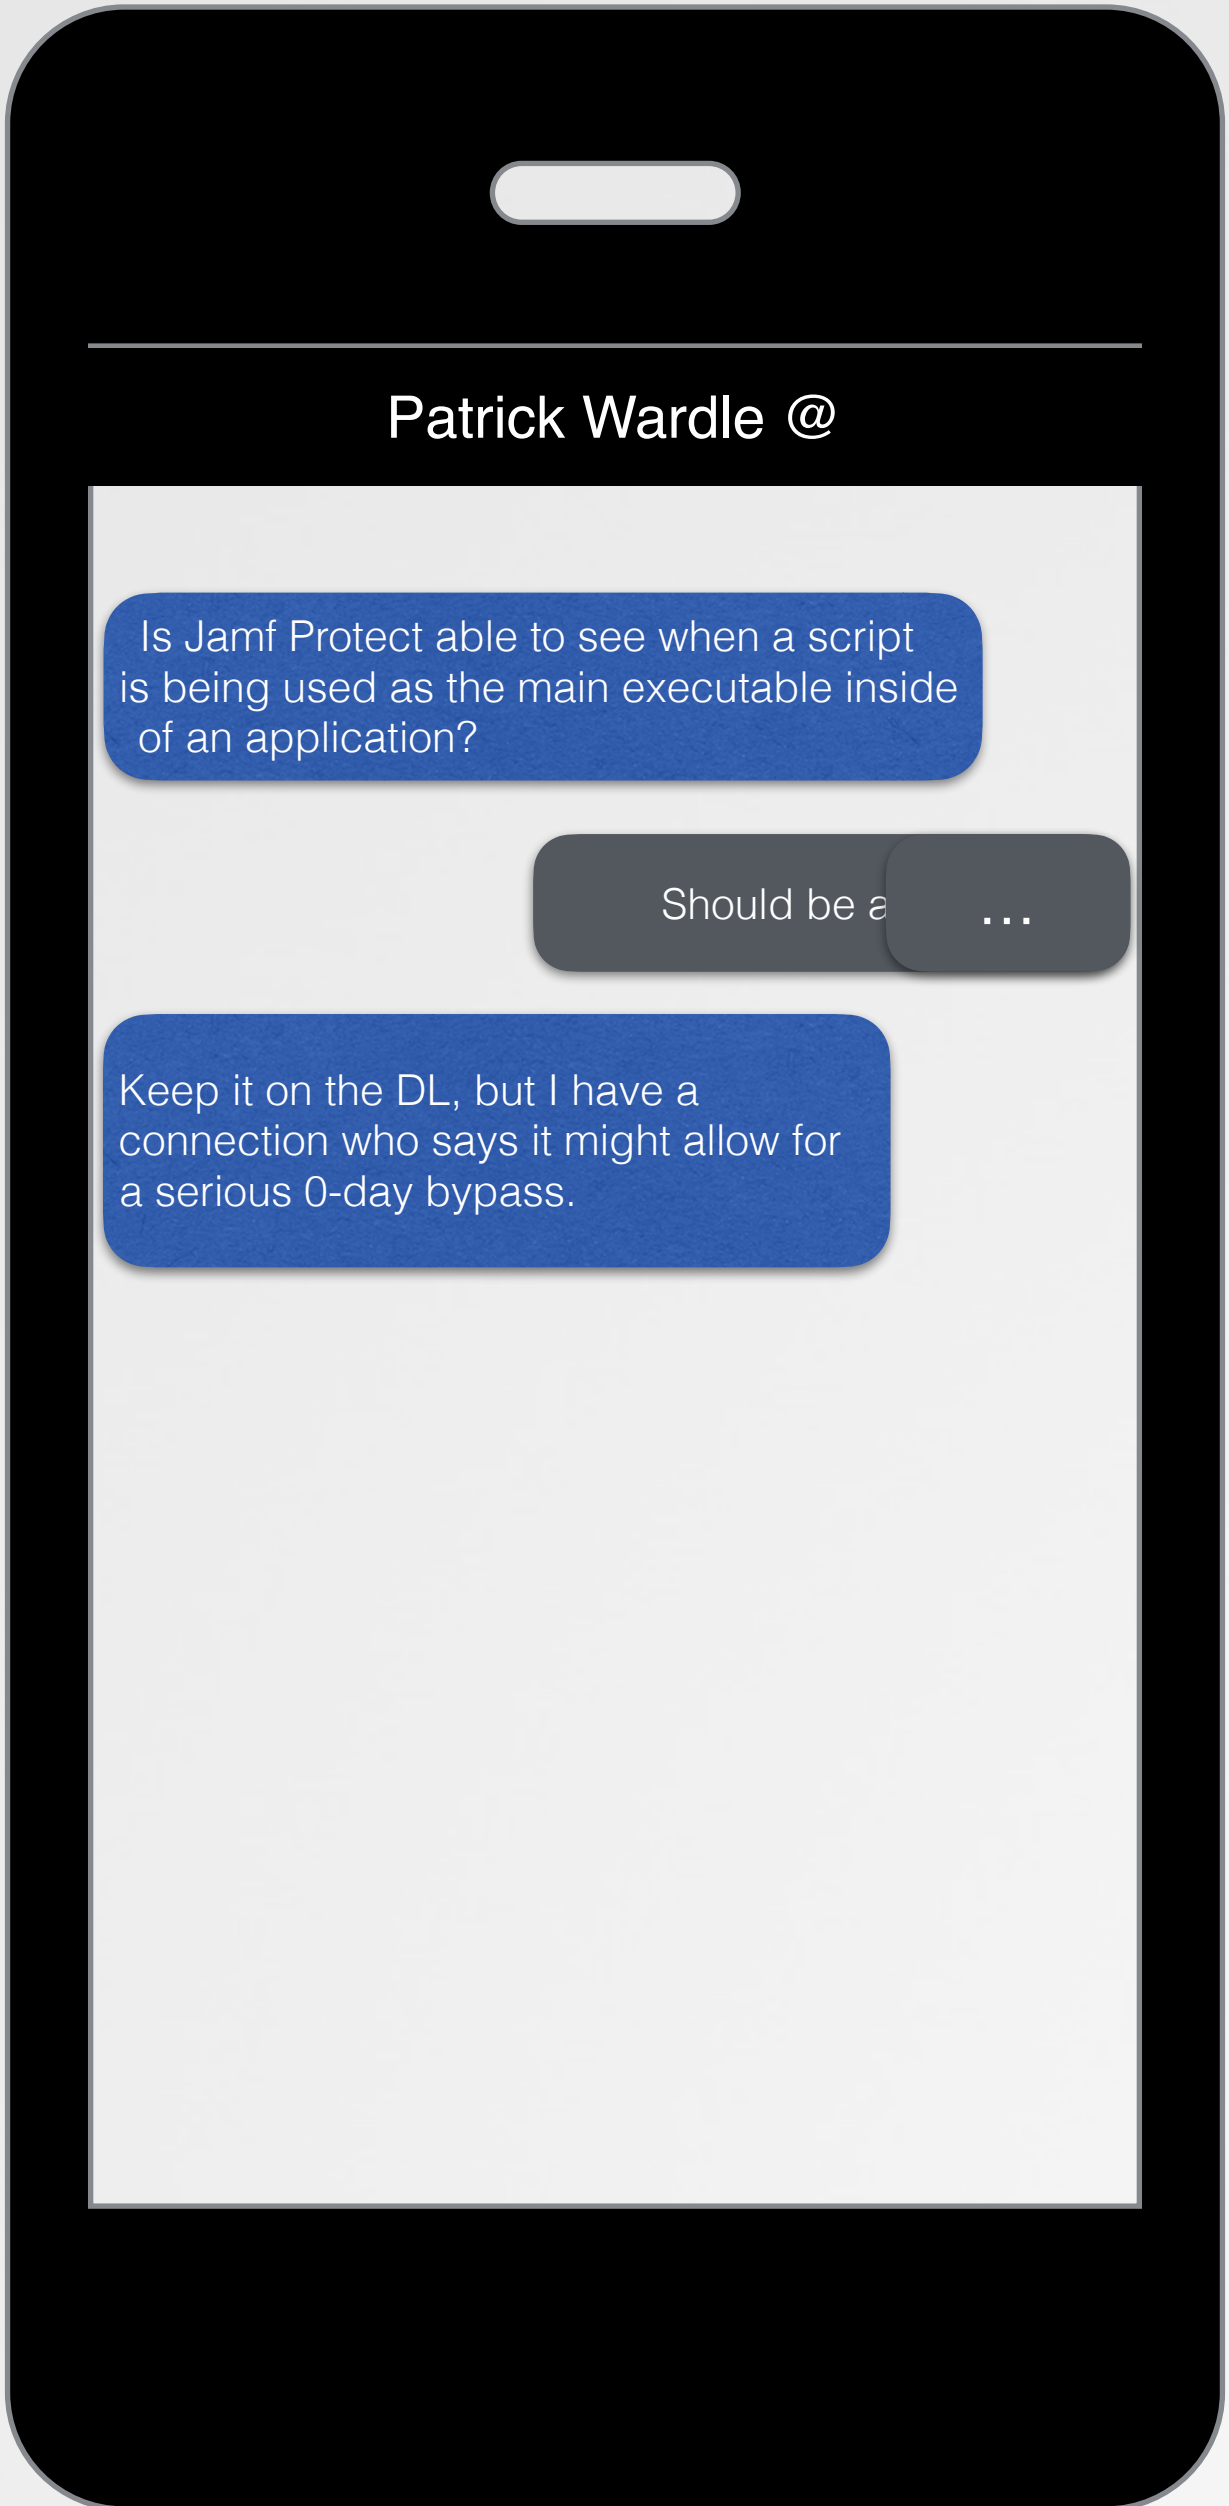 Patrick Wardle @
Is Jamf Protect able to see when a script
is being used as the main executable inside
of an application?
Should be a
...
Keep it on the DL, but I have a
connection who says it might allow for
a serious 0-day bypass.